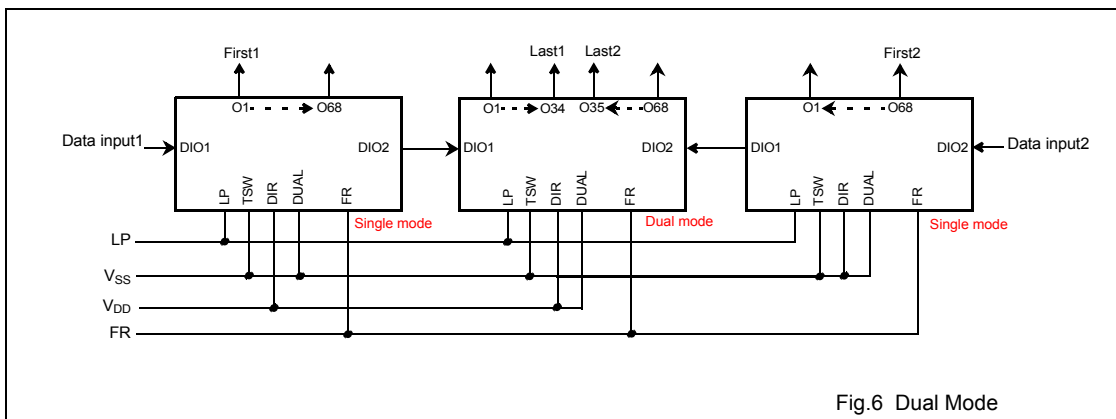 First1 Last1 Last2 First2
O1 O68 O1 O34 O35 O68 O1 O68
Data input1 DIO1 DIO2 DIO1 DIO2 DIO1 DIO2 Data input2
LP TSW DIR DUAL FR LP TSW DIR DUAL FR LP TSW DIR DUAL FR
Single mode Dual mode Single mode
LP
VSS
VDD
FR
Fig.6 Dual Mode